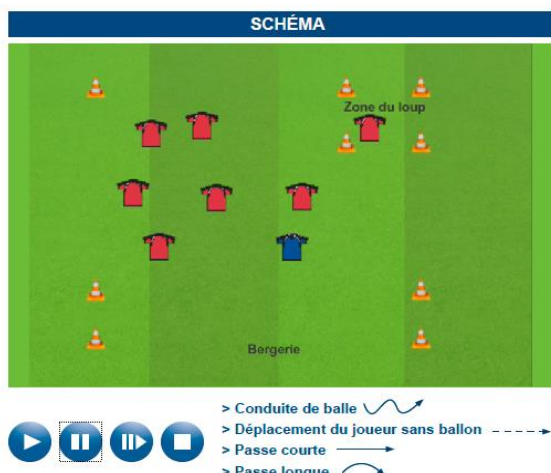 SCHÉMA
Zone du loup
Bergerie
> Conduite de balle
> Déplacement du joueur sans ballon
> Passe courte
> Passe longue